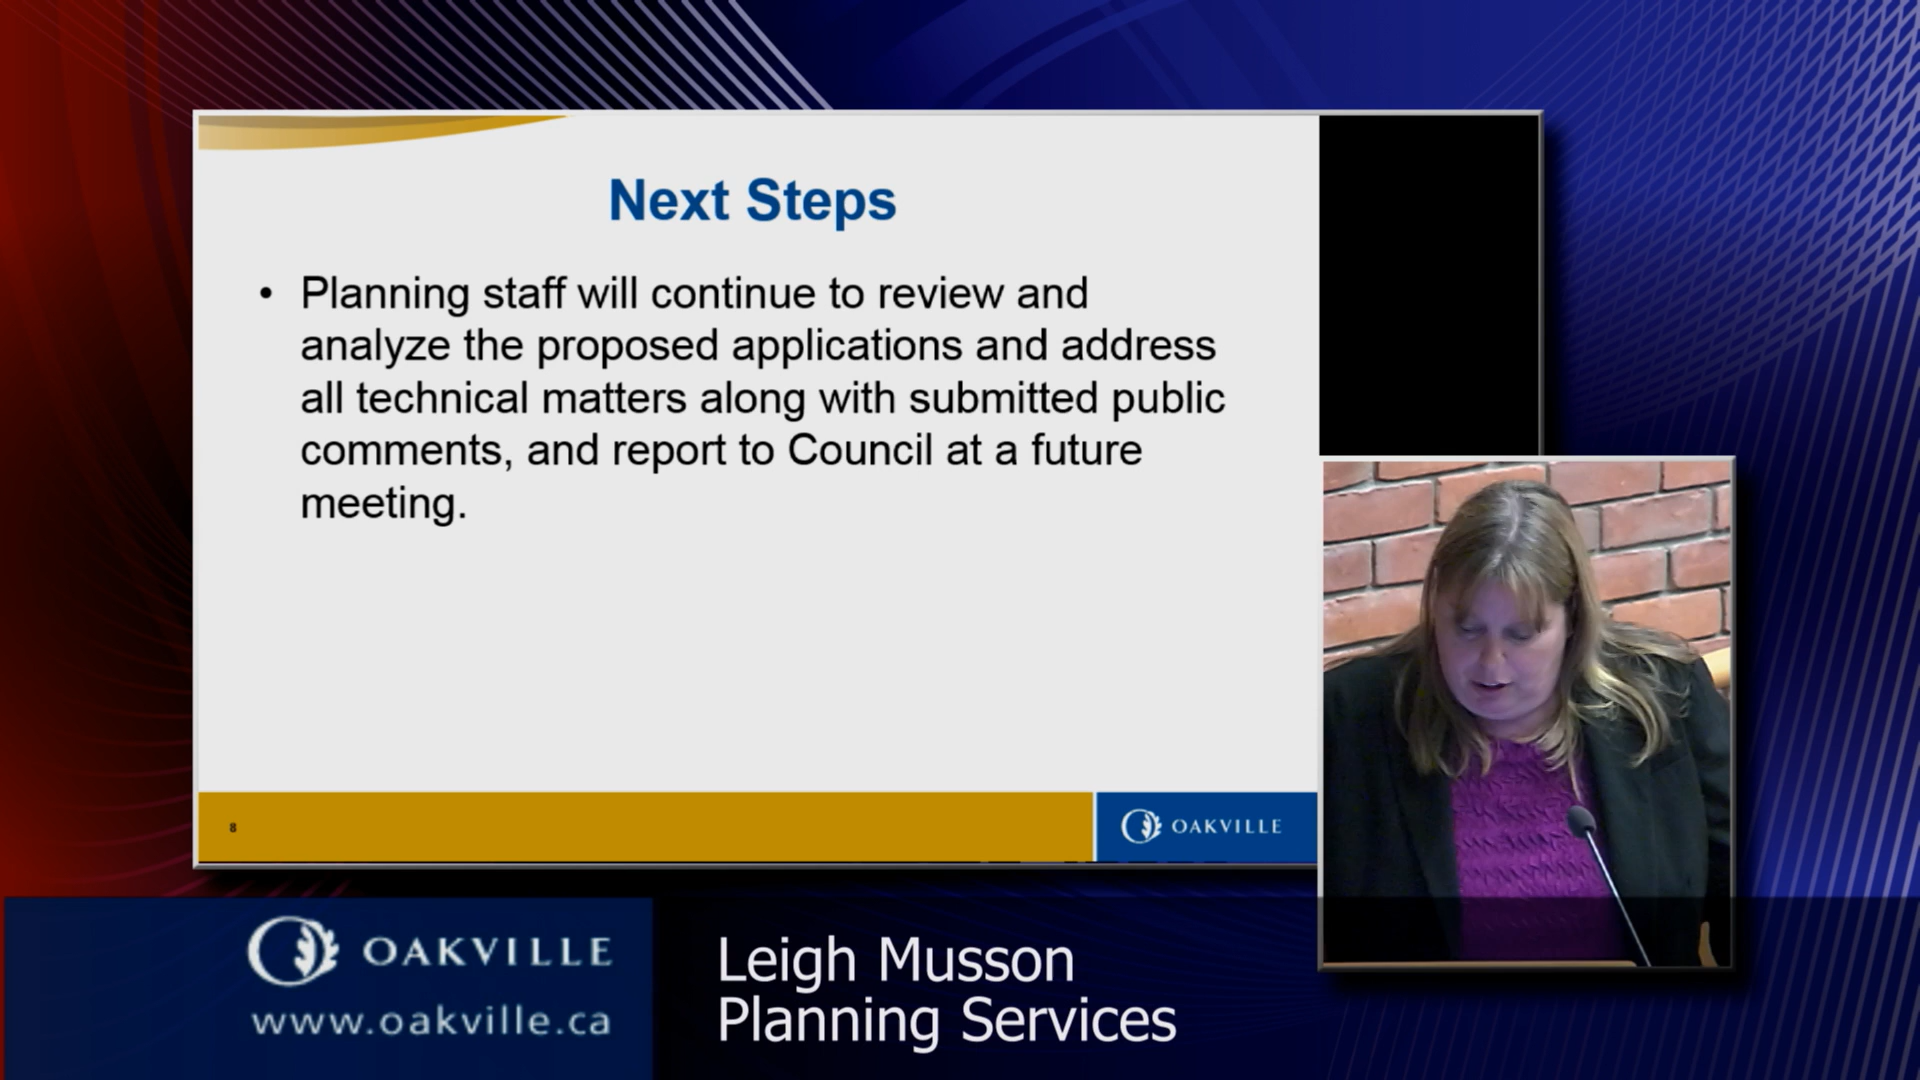 Next Steps
• Planning staff will continue to review and
analyze the proposed applications and address
all technical matters along with submitted public
comments, and report to Council at a future
meeting.
8
OAKVILLE
OAKVILLE
www.oakville.ca
Leigh Musson
Planning Services